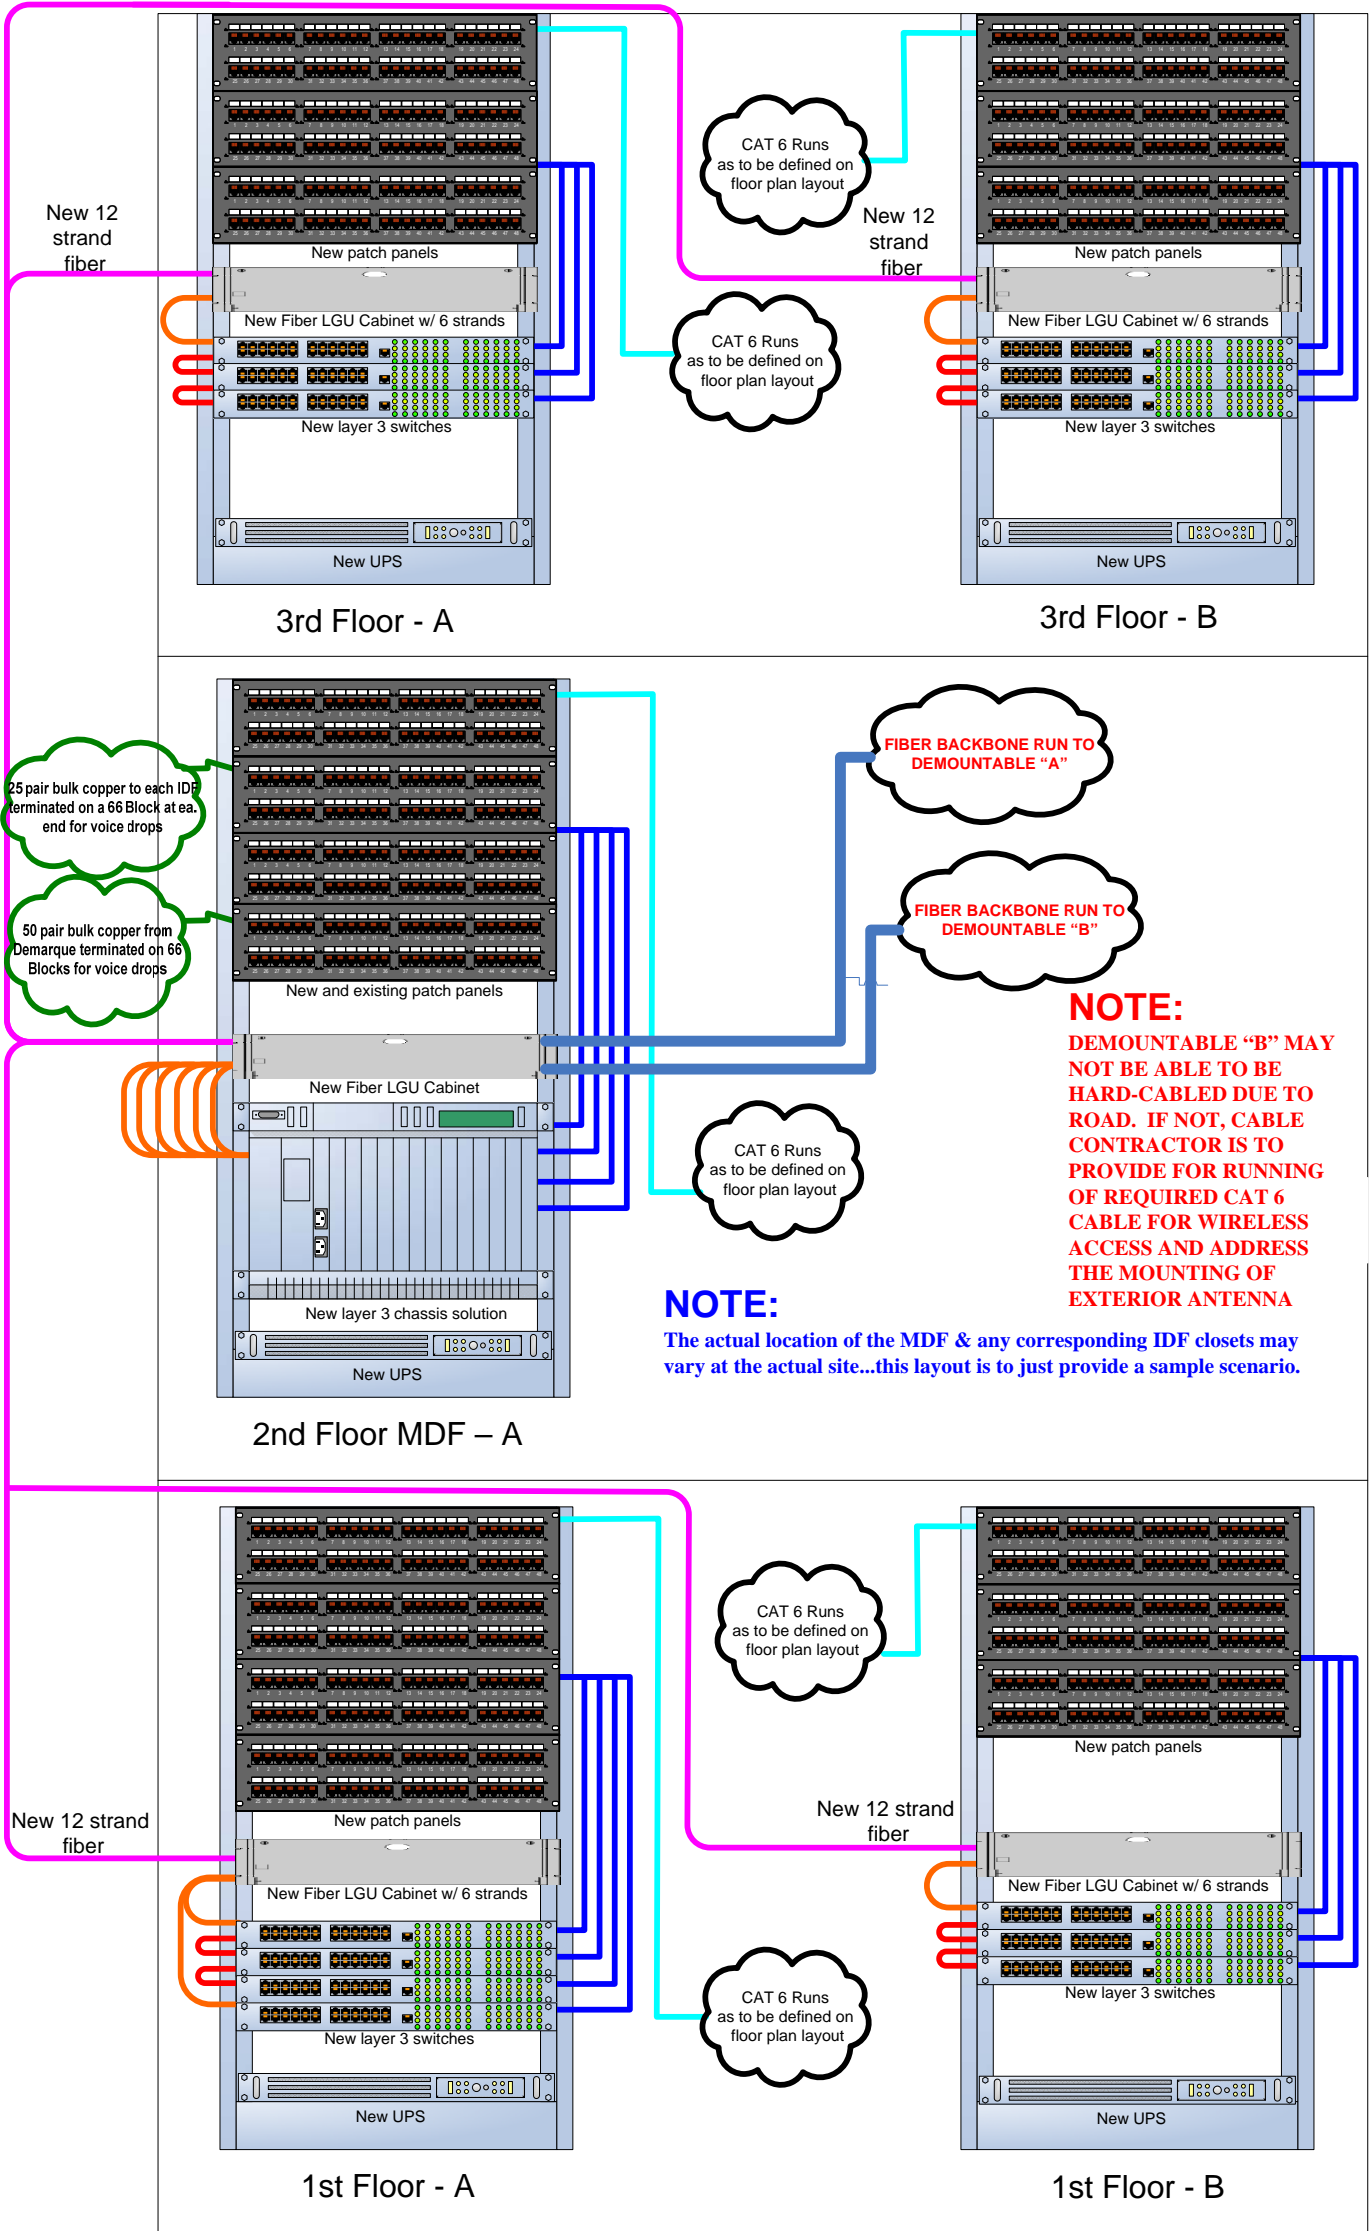 New 12
strand
fiber
New patch panels
New Fiber LGU Cabinet w/ 6 strands
New layer 3 switches
New UPS
3rd Floor - A
CAT 6 Runs
as to be defined on
floor plan layout
CAT 6 Runs
as to be defined on
floor plan layout
New 12
strand
fiber
New patch panels
New Fiber LGU Cabinet w/ 6 strands
New layer 3 switches
New UPS
3rd Floor - B
25 pair bulk copper to each IDF
terminated on a 66 Block at ea.
end for voice drops
50 pair bulk copper from
Demarque terminated on 66
Blocks for voice drops
New and existing patch panels
New Fiber LGU Cabinet
New layer 3 chassis solution
New UPS
2nd Floor MDF – A
FIBER BACKBONE RUN TO
DEMOUNTABLE “A”
FIBER BACKBONE RUN TO
DEMOUNTABLE “B”
CAT 6 Runs
as to be defined on
floor plan layout
NOTE:
DEMOUNTABLE “B” MAY
NOT BE ABLE TO BE
HARD-CABLED DUE TO
ROAD. IF NOT, CABLE
CONTRACTOR IS TO
PROVIDE FOR RUNNING
OF REQUIRED CAT 6
CABLE FOR WIRELESS
ACCESS AND ADDRESS
THE MOUNTING OF
EXTERIOR ANTENNA
NOTE:
The actual location of the MDF & any corresponding IDF closets may
vary at the actual site...this layout is to just provide a sample scenario.
New 12 strand
fiber
New patch panels
New Fiber LGU Cabinet w/ 6 strands
New layer 3 switches
New UPS
1st Floor - A
CAT 6 Runs
as to be defined on
floor plan layout
CAT 6 Runs
as to be defined on
floor plan layout
New 12 strand
fiber
New patch panels
New Fiber LGU Cabinet w/ 6 strands
New layer 3 switches
New UPS
1st Floor - B